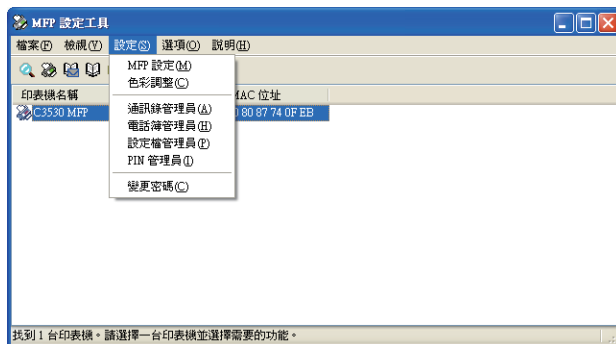 MFP 設定工具
檔案(F) 檢視(V) 設定(S) 選項(O) 説明(H)
MFP 設定(M)
色彩調整(C)
通訊錄管理員(A)
電話簿管理員(H)
設定檔管理員(P)
PIN 管理員(I)
變更密碼(C)
印表機名稱 MAC 位址
C3530 MFP 80 87 74 0F EB
找到 1 台印表機。請選擇一台印表機並選擇需要的功能。